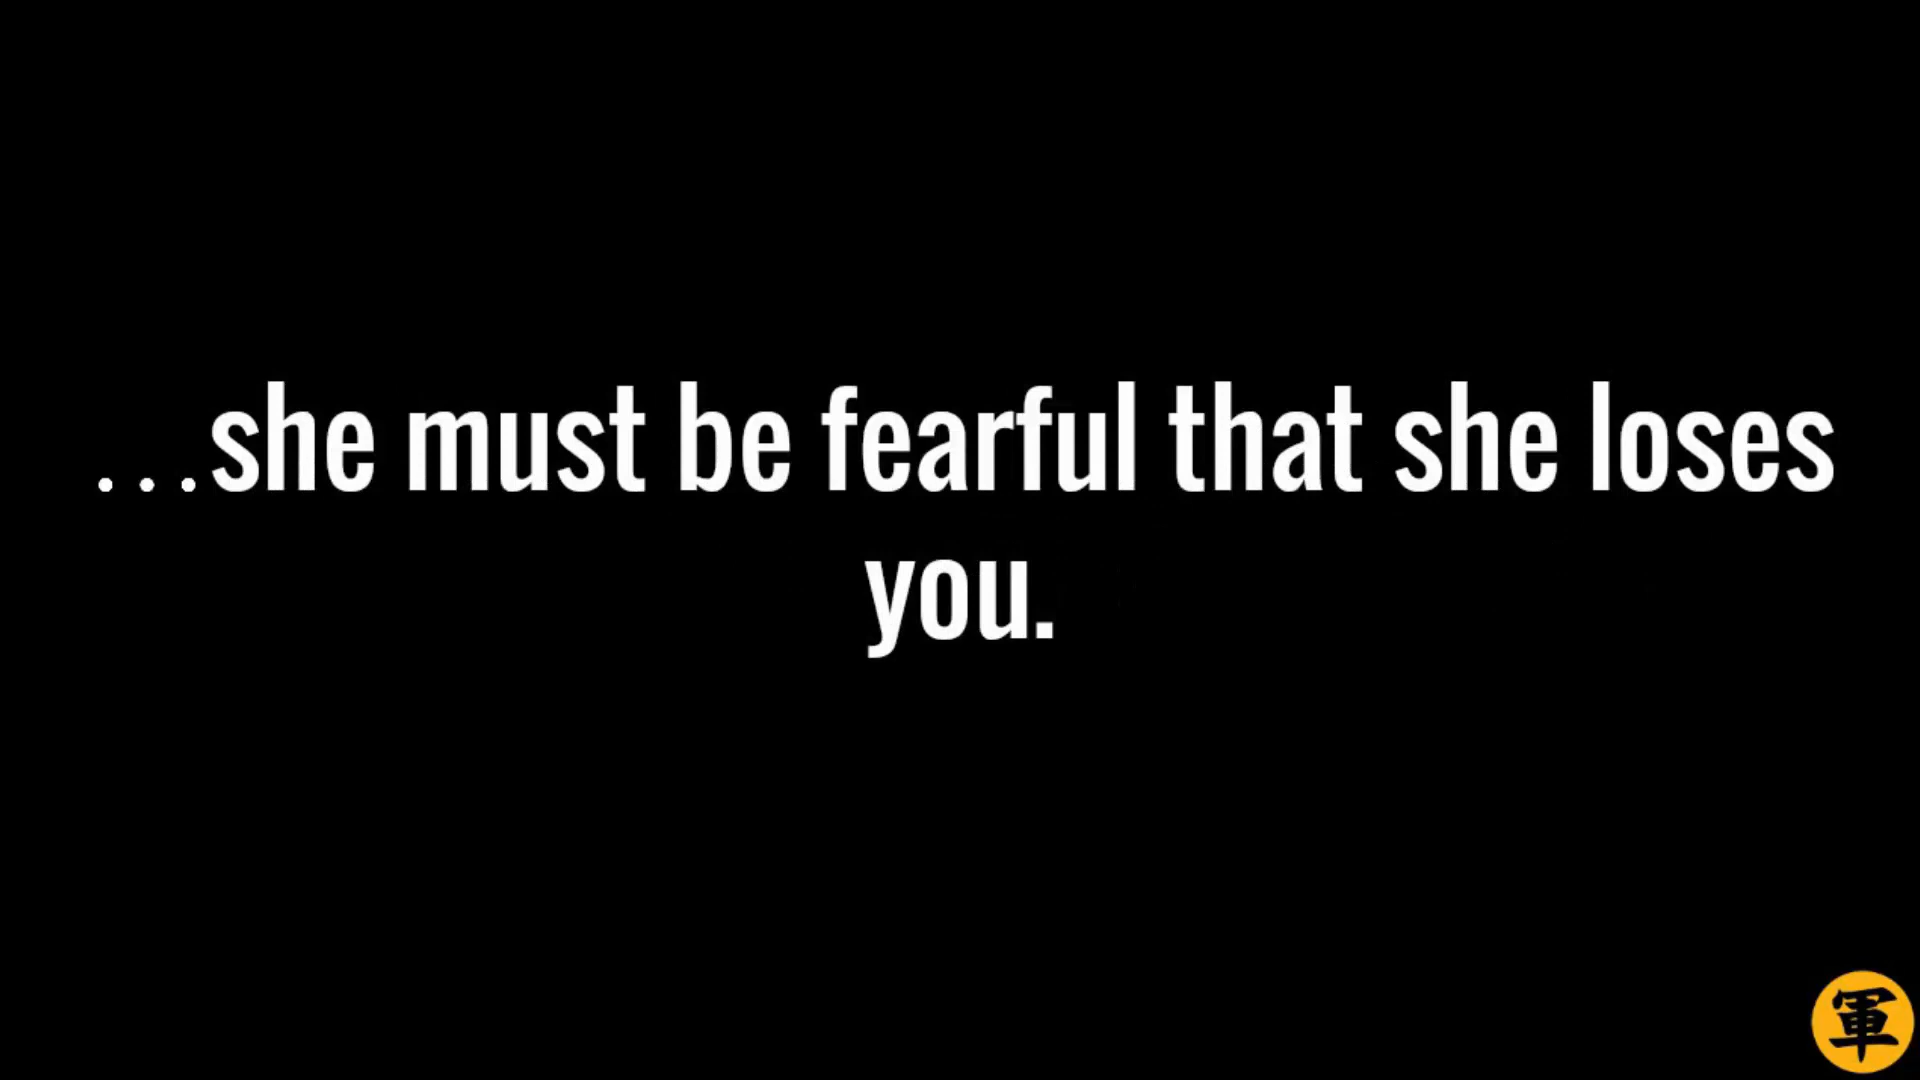 ...she must be fearful that she loses
you.
軍